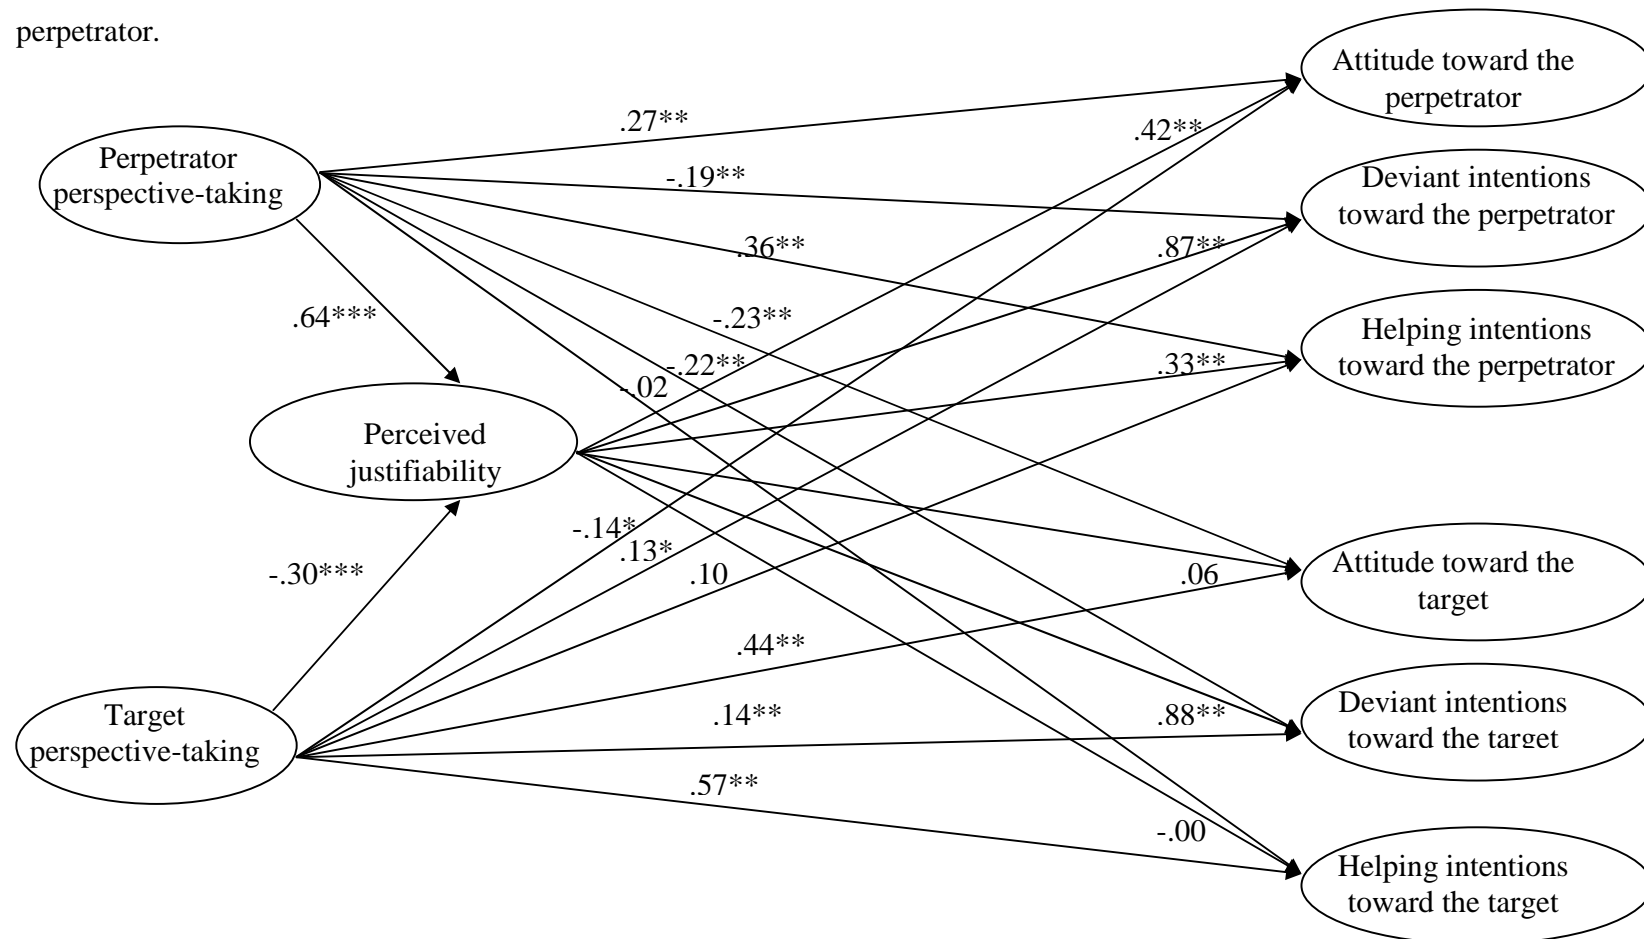 perpetrator.
Attitude toward the
perpetrator
.27**
.42**
Perpetrator
perspective-taking
-.19**
Deviant intentions
toward the perpetrator
.36**
.87**
.64***
-.23**
Helping intentions
toward the perpetrator
-.22**
.33**
-.02
Perceived
justifiability
-.14*
.13*
-.30***
.10
.06
Attitude toward the
target
.44**
Target
perspective-taking
.14**
.88**
Deviant intentions
toward the target
.57**
-.00
Helping intentions
toward the target